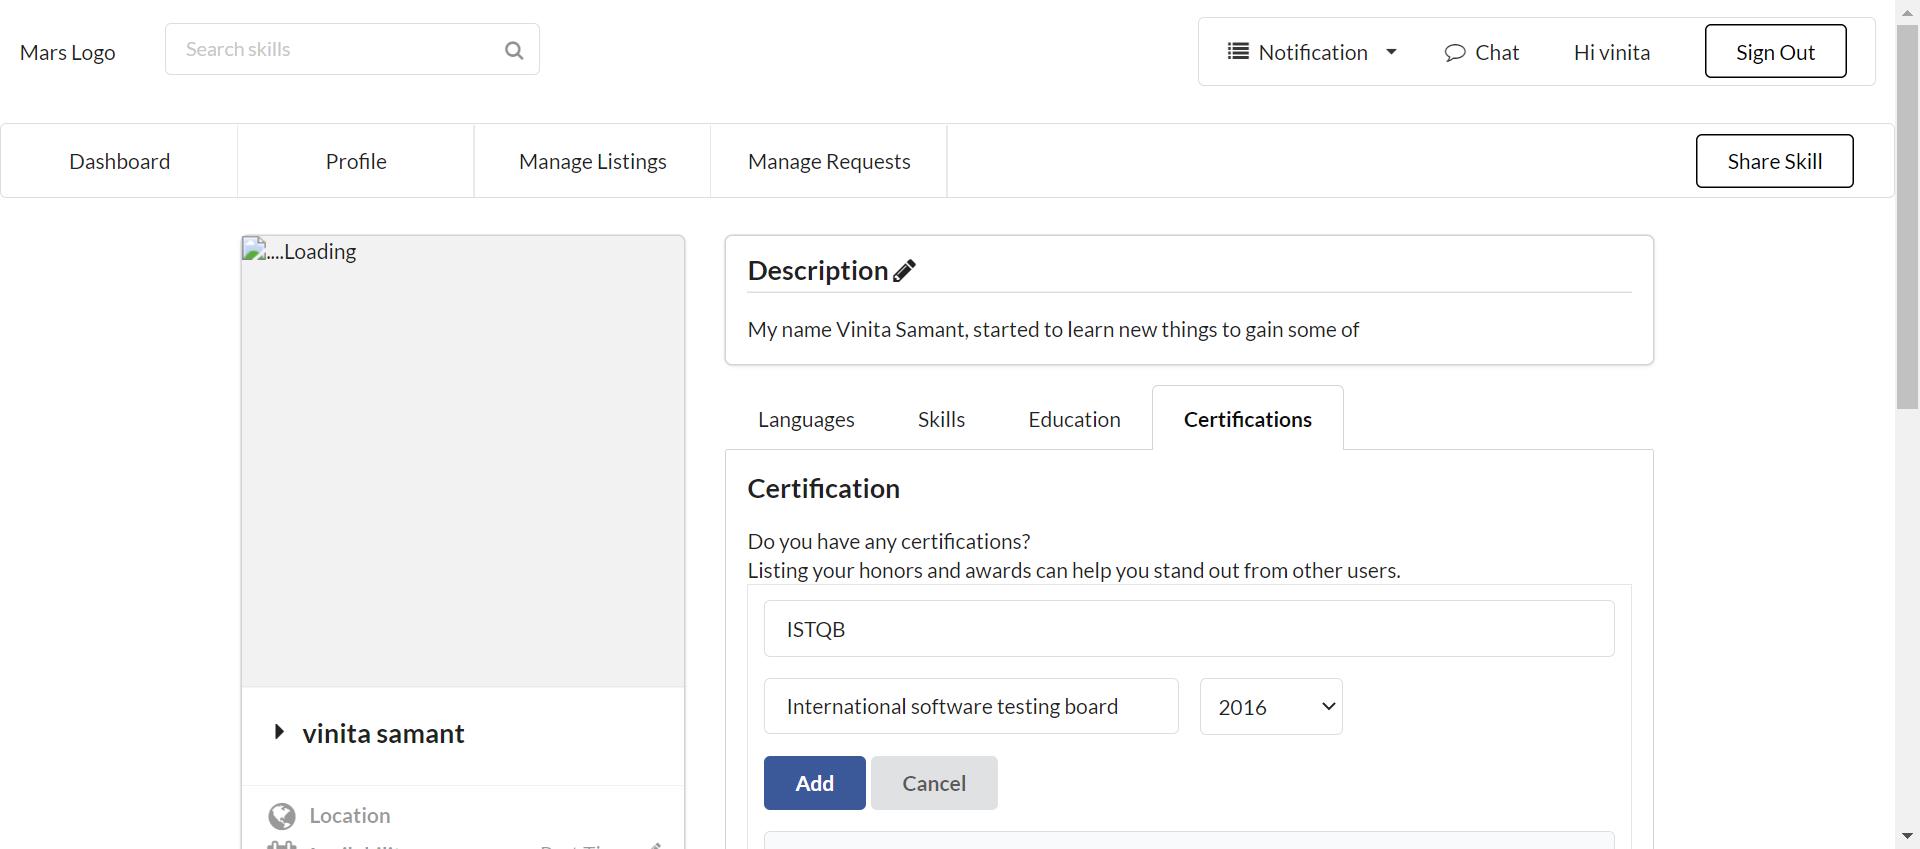 Mars Logo
Search skills
Notification
Chat
Hi vinita
Sign Out
Dashboard
Profile
Manage Listings
Manage Requests
Share Skill
....Loading
vinita samant
Location
Description
My name Vinita Samant, started to learn new things to gain some of
Languages
Skills
Education
Certifications
Certification
Do you have any certifications?
Listing your honors and awards can help you stand out from other users.
ISTQB
International software testing board
2016
Add
Cancel